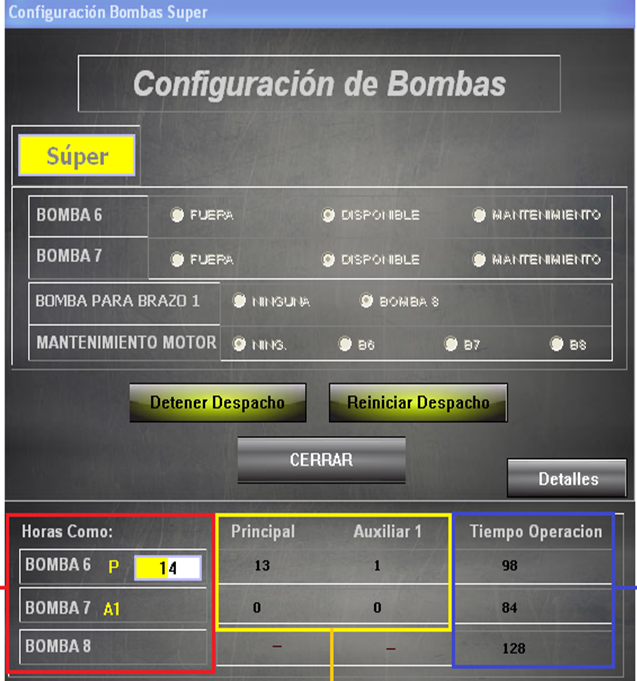 Configuración Bombas Super
Configuración de Bombas
Súper
BOMBA 6 FUERA DISPONIBLE MANTENIMIENTO
BOMBA 7 FUERA DISPONIBLE MANTENIMIENTO
BOMBA PARA BRAZO 1 NINGUNA BOMBA 8
MANTENIMIENTO MOTOR NING. B6 B7 B8
Detener Despacho Reiniciar Despacho
CERRAR
Detalles
Horas Como: Principal Auxiliar 1 Tiempo Operacion
BOMBA 6 P 14 13 1 98
BOMBA 7 A1 0 0 84
BOMBA 8 – – 128